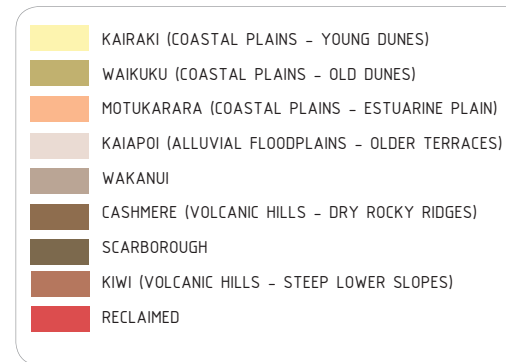 KAIRAKI (COASTAL PLAINS - YOUNG DUNES)
WAIKUKU (COASTAL PLAINS - OLD DUNES)
MOTUKARARA (COASTAL PLAINS - ESTUARINE PLAIN)
KAIAPOI (ALLUVIAL FLOODPLAINS - OLDER TERRACES)
WAKANUI
CASHMERE (VOLCANIC HILLS - DRY ROCKY RIDGES)
SCARBOROUGH
KIWI (VOLCANIC HILLS - STEEP LOWER SLOPES)
RECLAIMED